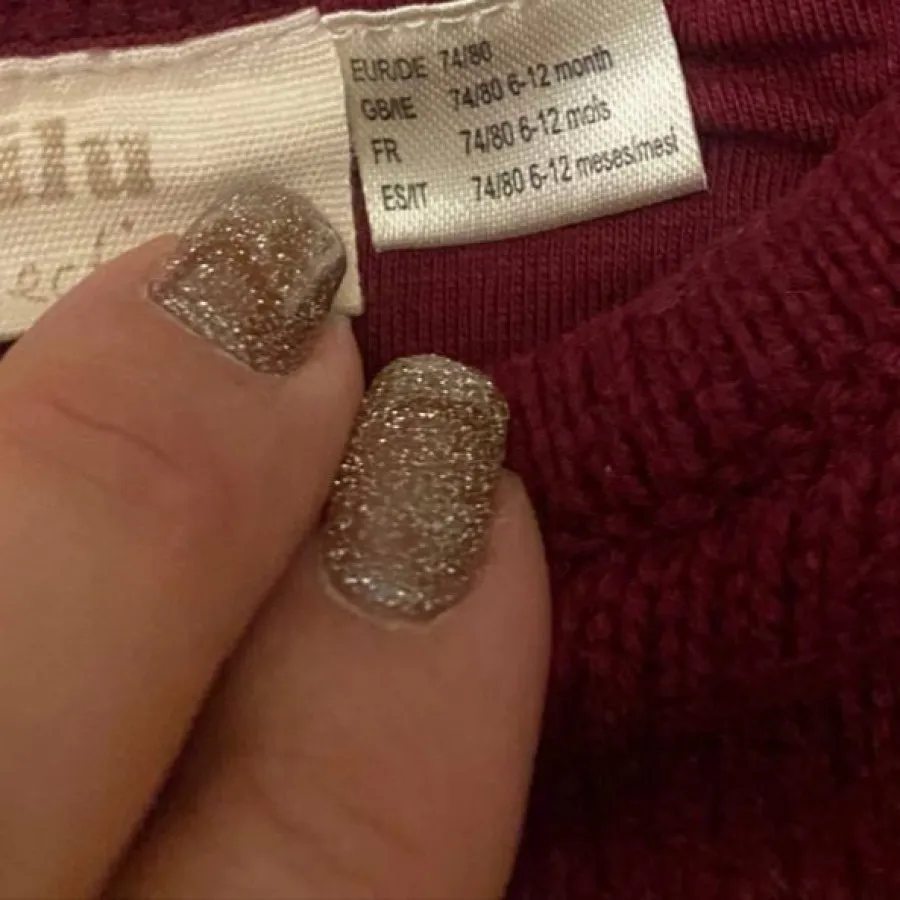 EUR/DE 74/80
GB/IE 74/80 6-12 month
FR 74/80 6-12 mois
ES/IT 74/80 6-12 meses/mesi